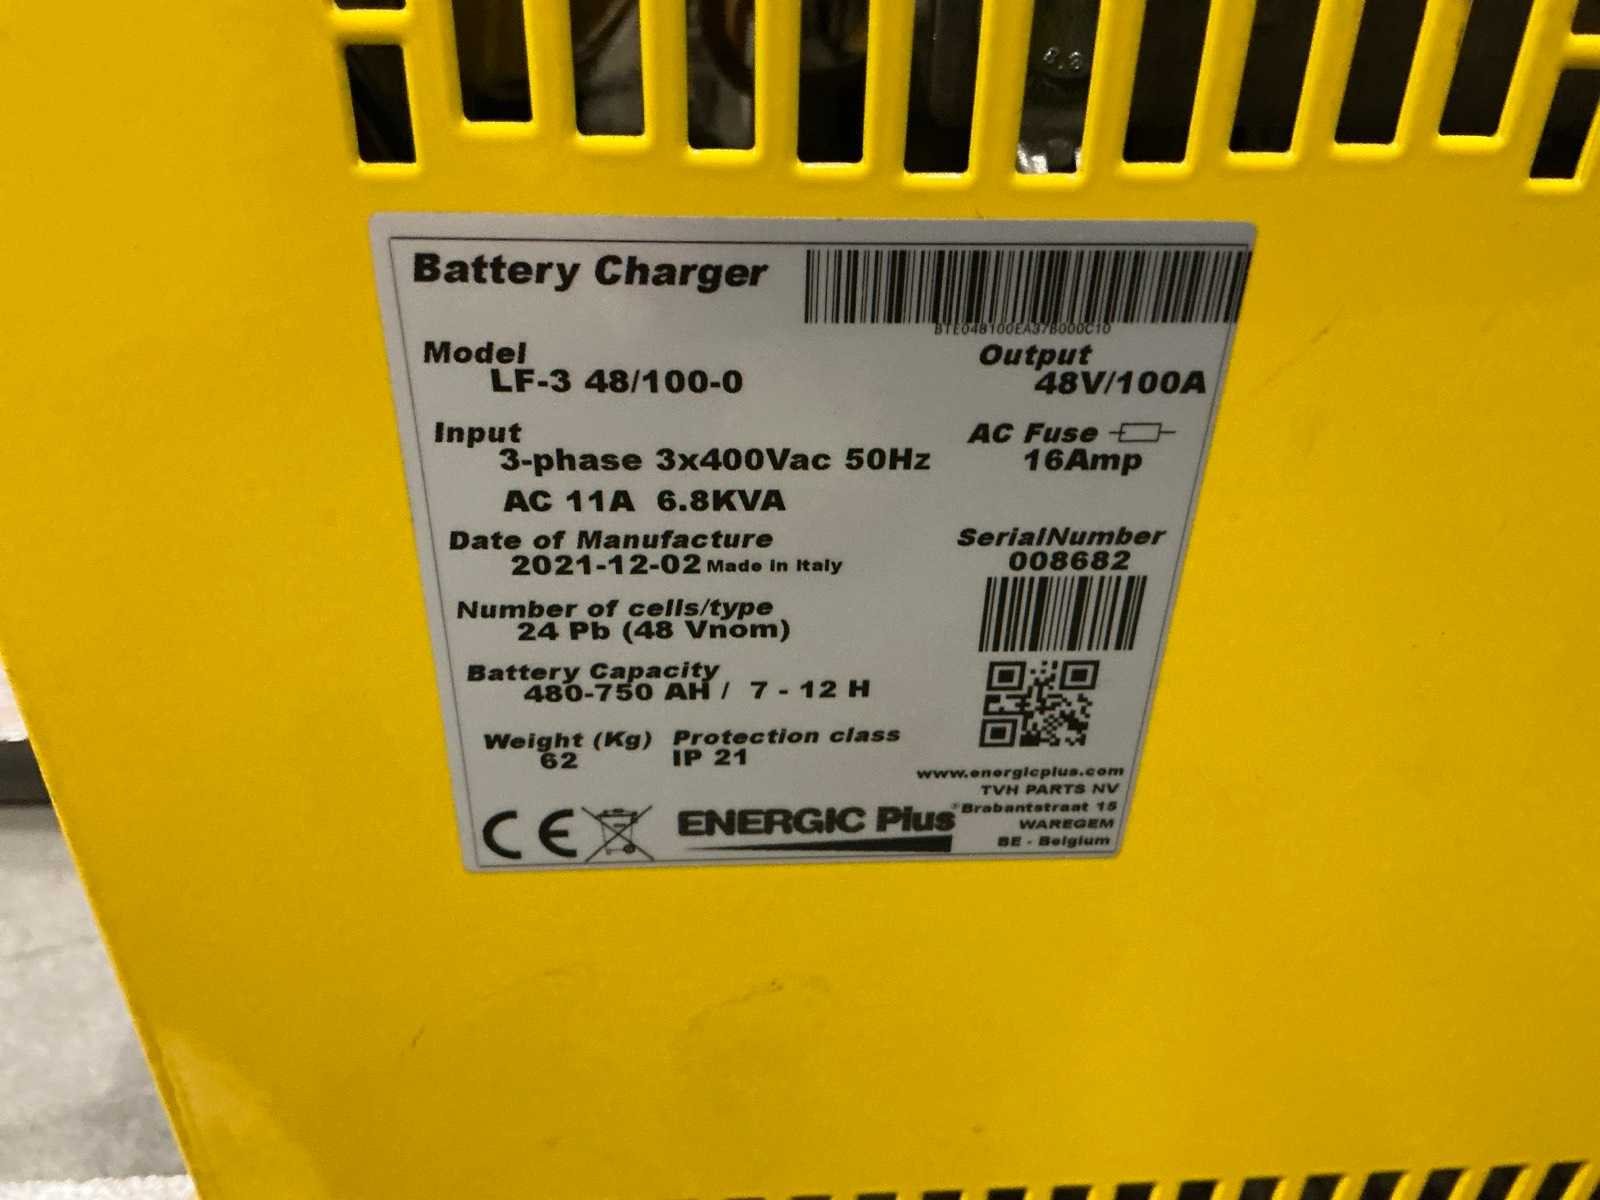 Battery Charger
BTE048100EA37B000C10
Model
LF-3 48/100-0
Output
48V/100A
Input
3-phase 3x400Vac 50Hz
AC 11A 6.8KVA
AC Fuse
16Amp
Date of Manufacture
2021-12-02 Made in Italy
SerialNumber
008682
Number of cells/type
24 Pb (48 Vnom)
Battery Capacity
480-750 AH / 7 - 12 H
Weight (Kg)
62
Protection class
IP 21
www.energicplus.com
TVH PARTS NV
Brabantstraat 15
WAREGEM
BE - Belgium
CE
ENERGIC Plus